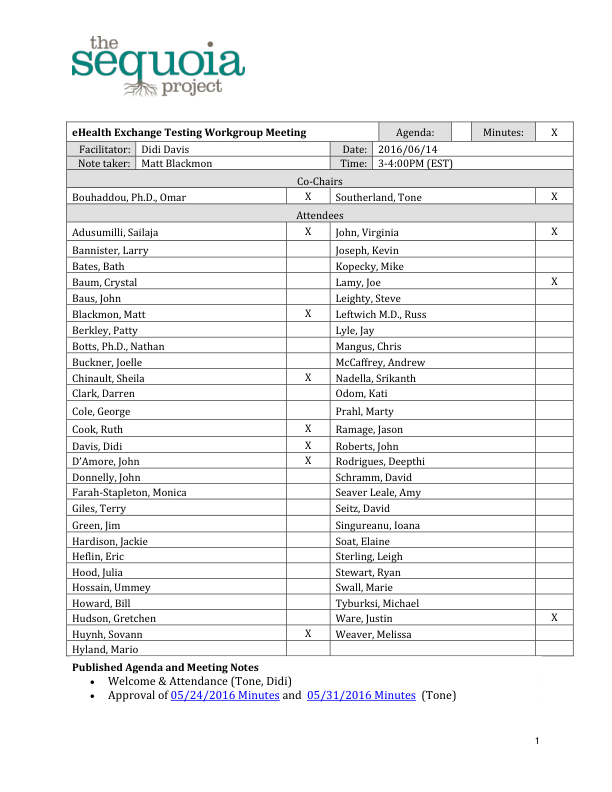 the
sequoia
project
eHealth Exchange Testing Workgroup Meeting Agenda: Minutes: X
Facilitator: Didi Davis Date: 2016/06/14
Note taker: Matt Blackmon Time: 3-4:00PM (EST)
Co-Chairs
Bouhaddou, Ph.D., Omar X Southerland, Tone X
Attendees
Adusumilli, Sailaja X John, Virginia X
Bannister, Larry Joseph, Kevin
Bates, Bath Kopecky, Mike
Baum, Crystal Lamy, Joe X
Baus, John Leighty, Steve
Blackmon, Matt X Leftwich M.D., Russ
Berkley, Patty Lyle, Jay
Botts, Ph.D., Nathan Mangus, Chris
Buckner, Joelle McCaffrey, Andrew
Chinault, Sheila X Nadella, Srikanth
Clark, Darren Odom, Kati
Cole, George Prahl, Marty
Cook, Ruth X Ramage, Jason
Davis, Didi X Roberts, John
D'Amore, John X Rodrigues, Deepthi
Donnelly, John Schramm, David
Farah-Stapleton, Monica Seaver Leale, Amy
Giles, Terry Seitz, David
Green, Jim Singureanu, Ioana
Hardison, Jackie Soat, Elaine
Heflin, Eric Sterling, Leigh
Hood, Julia Stewart, Ryan
Hossain, Ummey Swall, Marie
Howard, Bill Tyburksi, Michael
Hudson, Gretchen Ware, Justin X
Huynh, Sovann X Weaver, Melissa
Hyland, Mario
Published Agenda and Meeting Notes
• Welcome & Attendance (Tone, Didi)
• Approval of 05/24/2016 Minutes and 05/31/2016 Minutes (Tone)
1